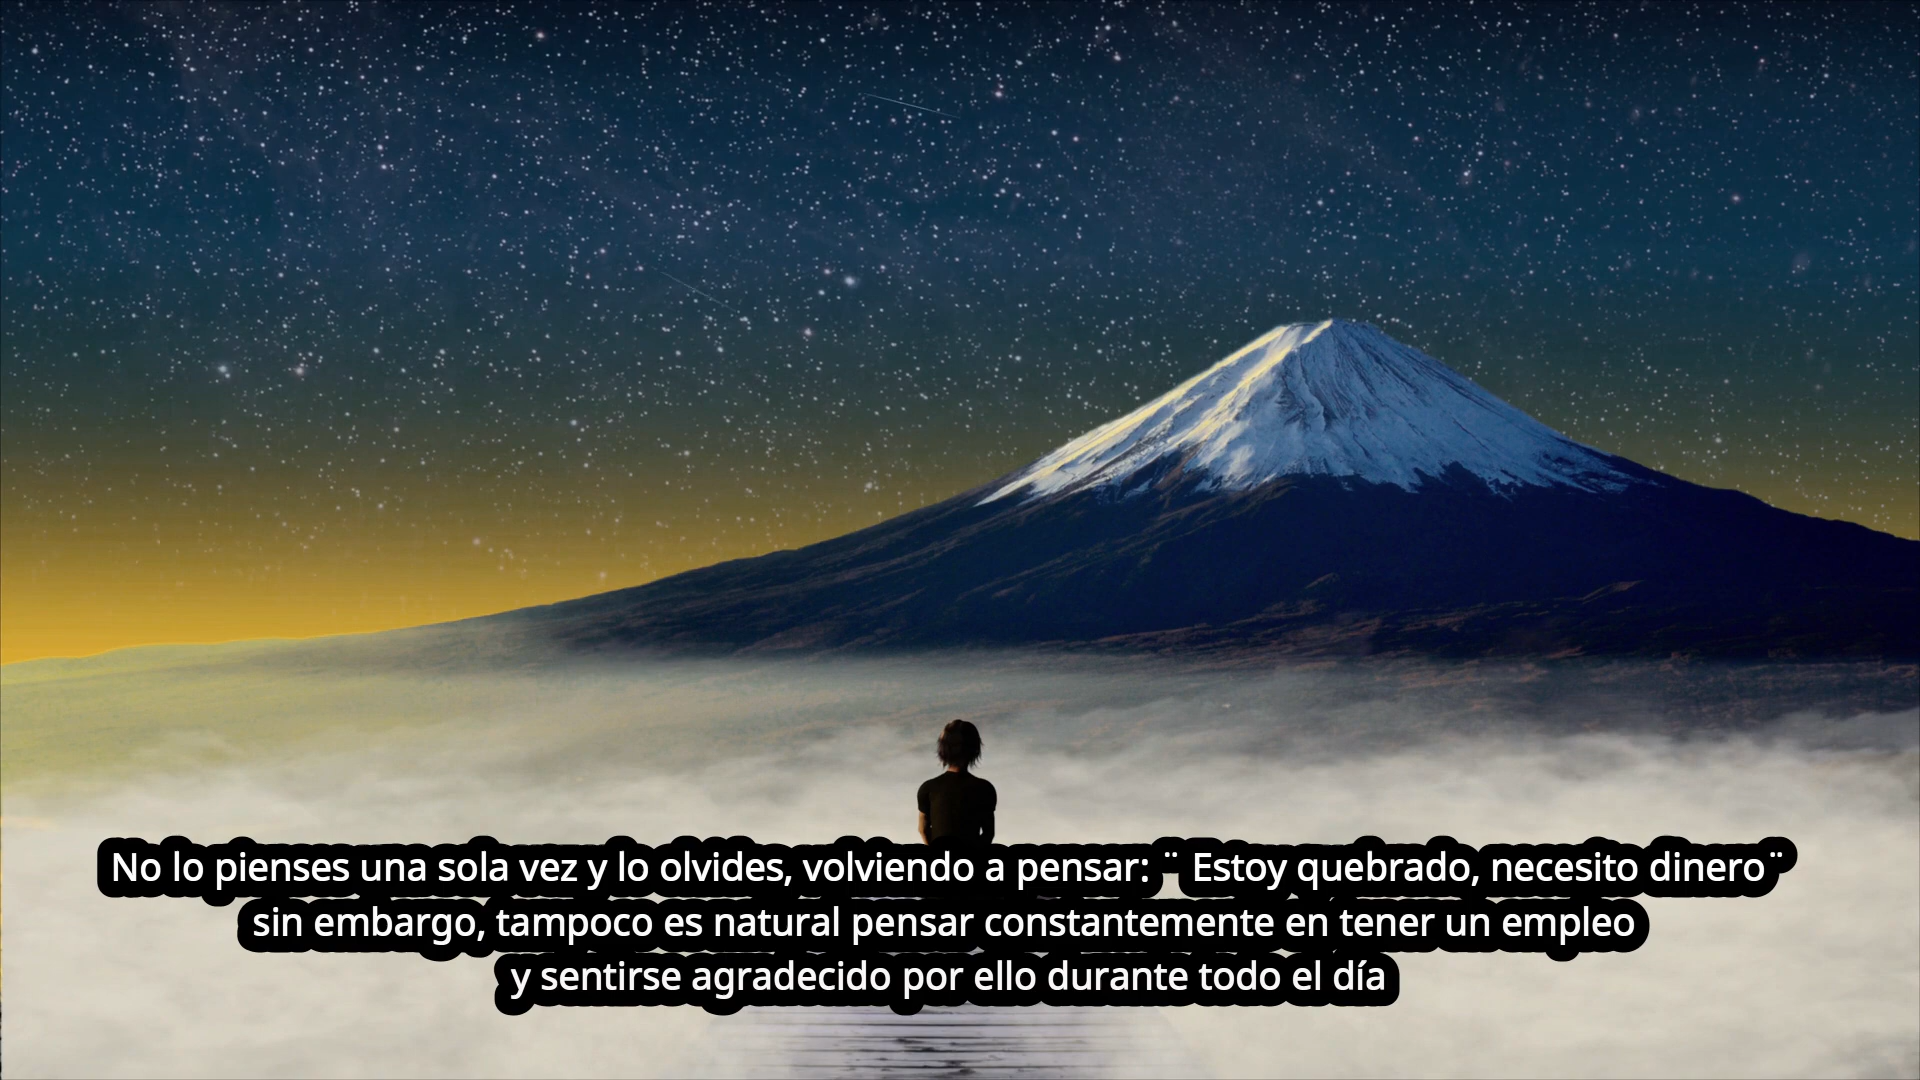 No lo pienses una sola vez y lo olvides, volviendo a pensar: ¨ Estoy quebrado, necesito dinero¨
sin embargo, tampoco es natural pensar constantemente en tener un empleo
y sentirse agradecido por ello durante todo el día